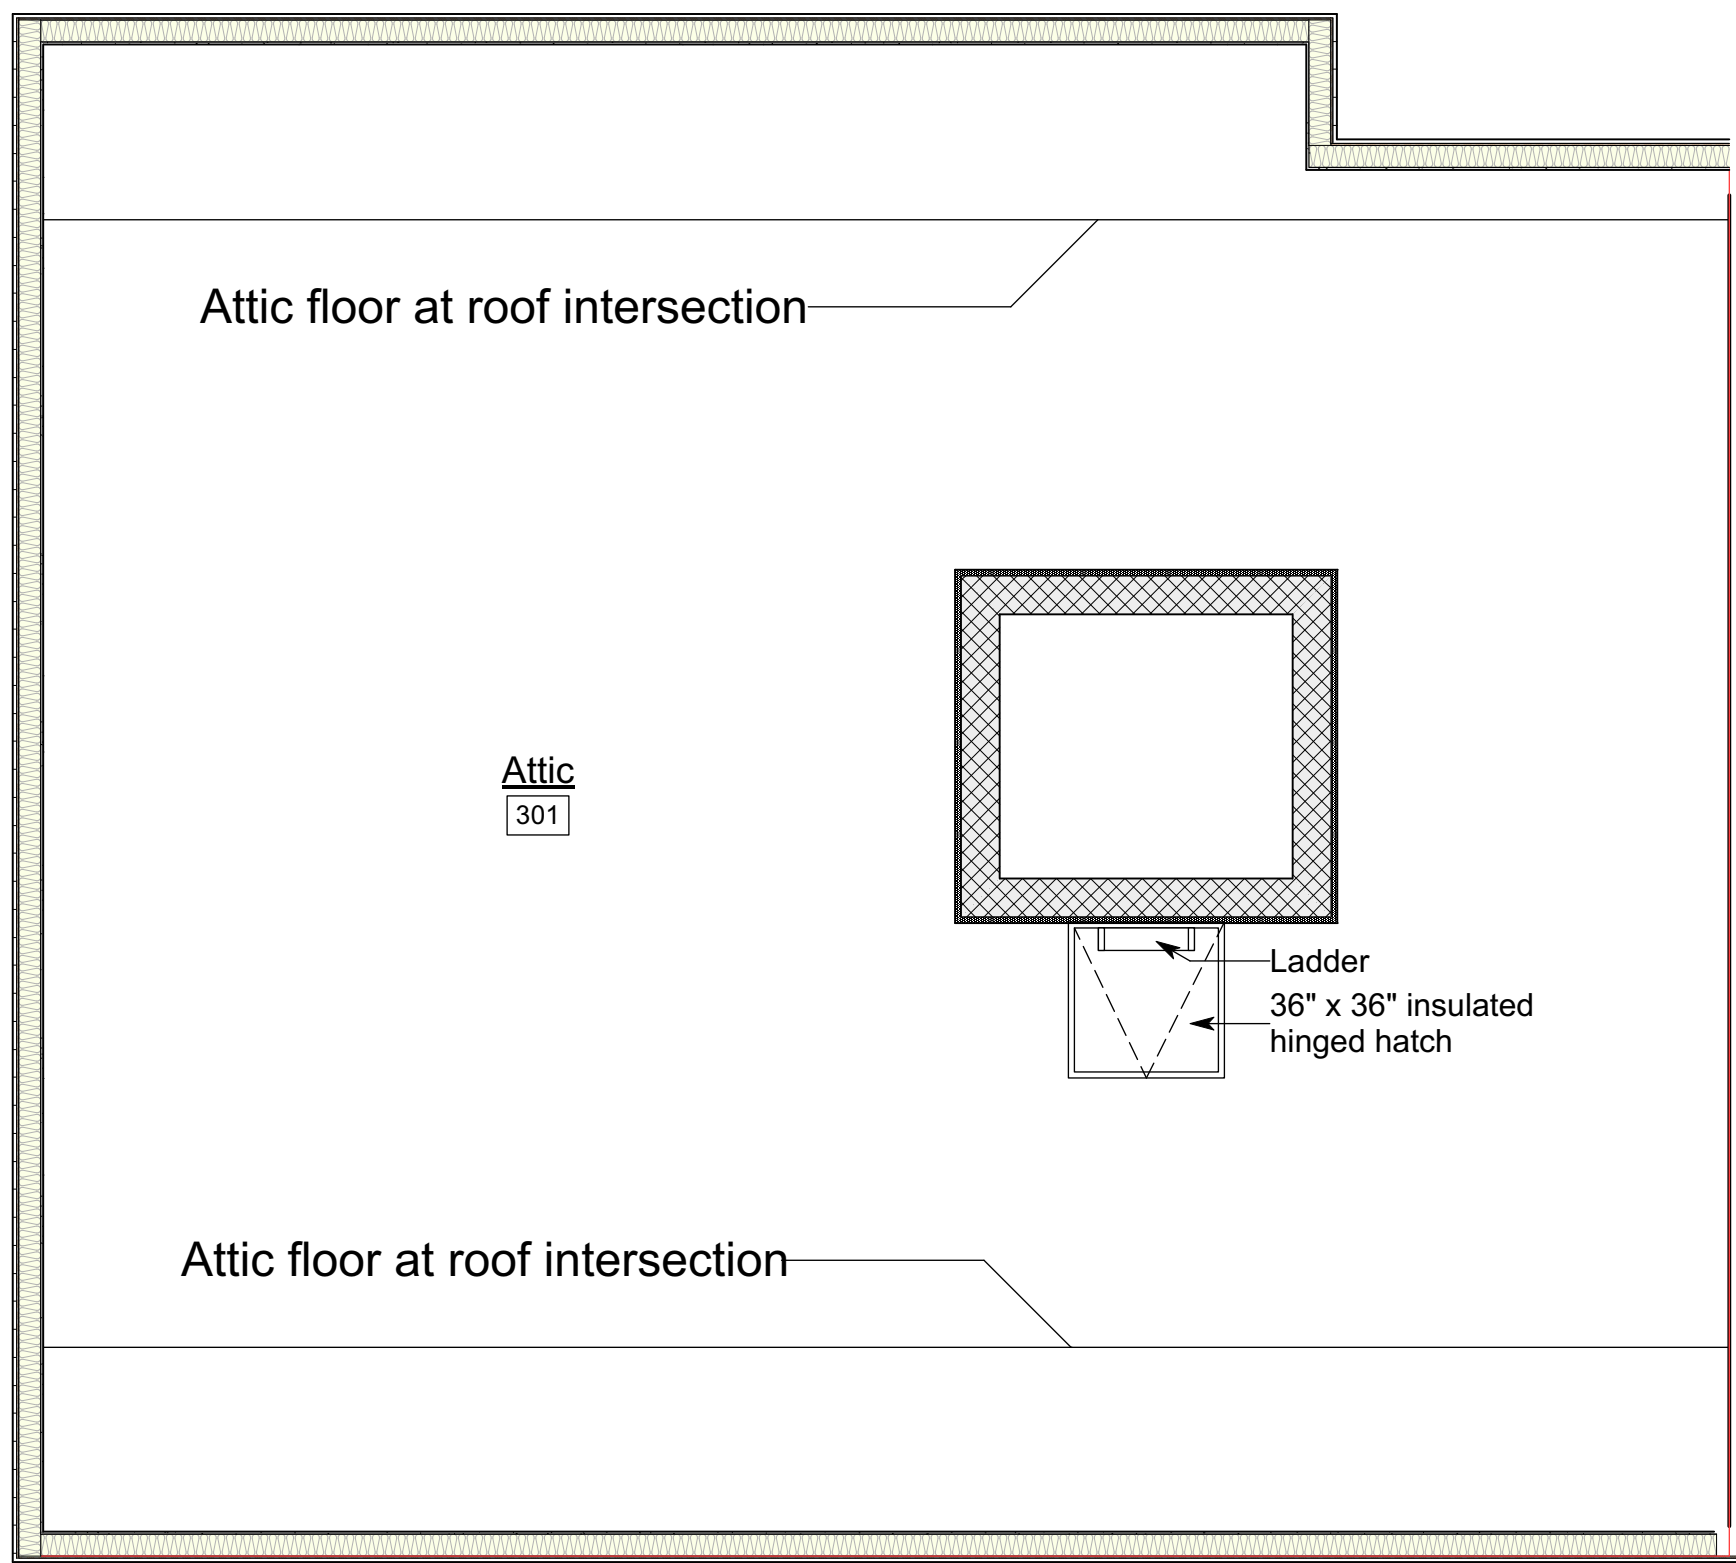 Attic floor at roof intersection
Attic
301
Ladder
36" x 36" insulated
hinged hatch
Attic floor at roof intersection